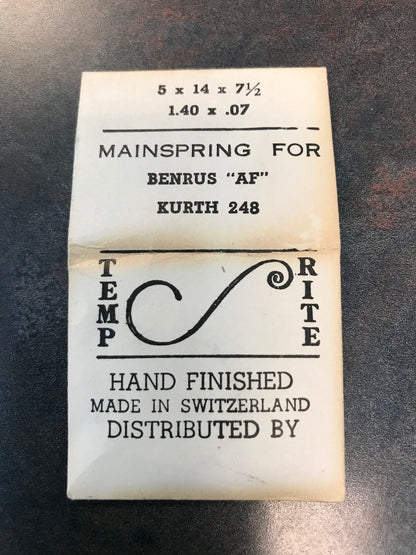 5 x 14 x 7½
1.40 x .07
MAINSPRING FOR
BENRUS "AF"
KURTH 248
TEMP RITE
HAND FINISHED
MADE IN SWITZERLAND
DISTRIBUTED BY